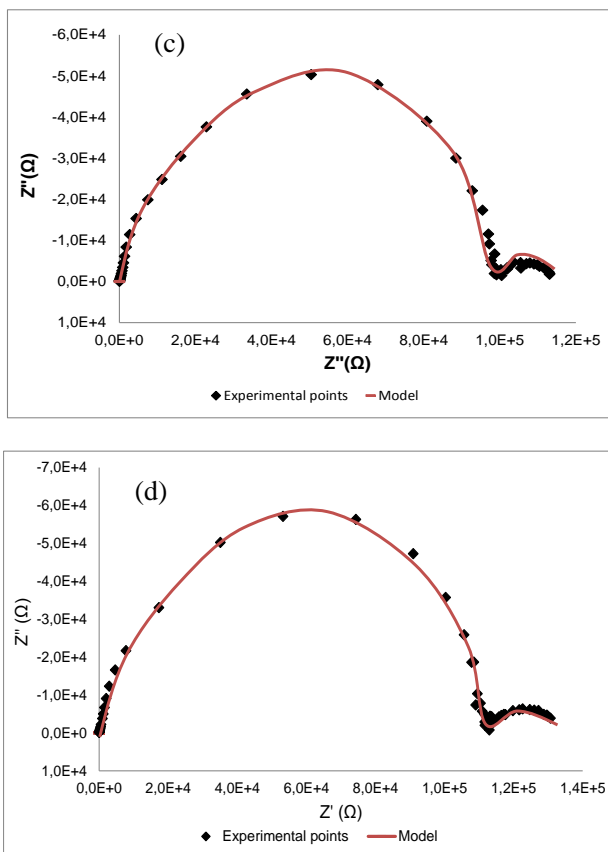 (c)
Z''(Ω)
-6,0E+4
-5,0E+4
-4,0E+4
-3,0E+4
-2,0E+4
-1,0E+4
0,0E+0
1,0E+4
0,0E+0 2,0E+4 4,0E+4 6,0E+4 8,0E+4 1,0E+5 1,2E+5
Z''(Ω)
Experimental points Model
(d)
Z'' (Ω)
-7,0E+4
-6,0E+4
-5,0E+4
-4,0E+4
-3,0E+4
-2,0E+4
-1,0E+4
0,0E+0
1,0E+4
0,0E+0 2,0E+4 4,0E+4 6,0E+4 8,0E+4 1,0E+5 1,2E+5 1,4E+5
Z' (Ω)
Experimental points Model